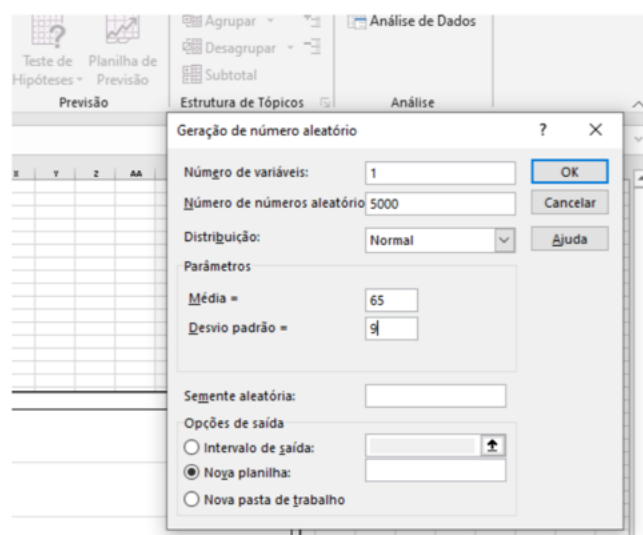 Agrupar
Análise de Dados
Desagrupar
Teste de Hipóteses
Planilha de Previsão
Subtotal
Previsão
Estrutura de Tópicos
Análise
Geração de número aleatório
? X
Número de variáveis: 1
OK
Número de números aleatório 5000
Cancelar
Distribuição: Normal
Ajuda
Parâmetros
Média = 65
Desvio padrão = 9
X Y Z AA
Semente aleatória:
Opções de saída
Intervalo de saída:
Nova planilha:
Nova pasta de trabalho